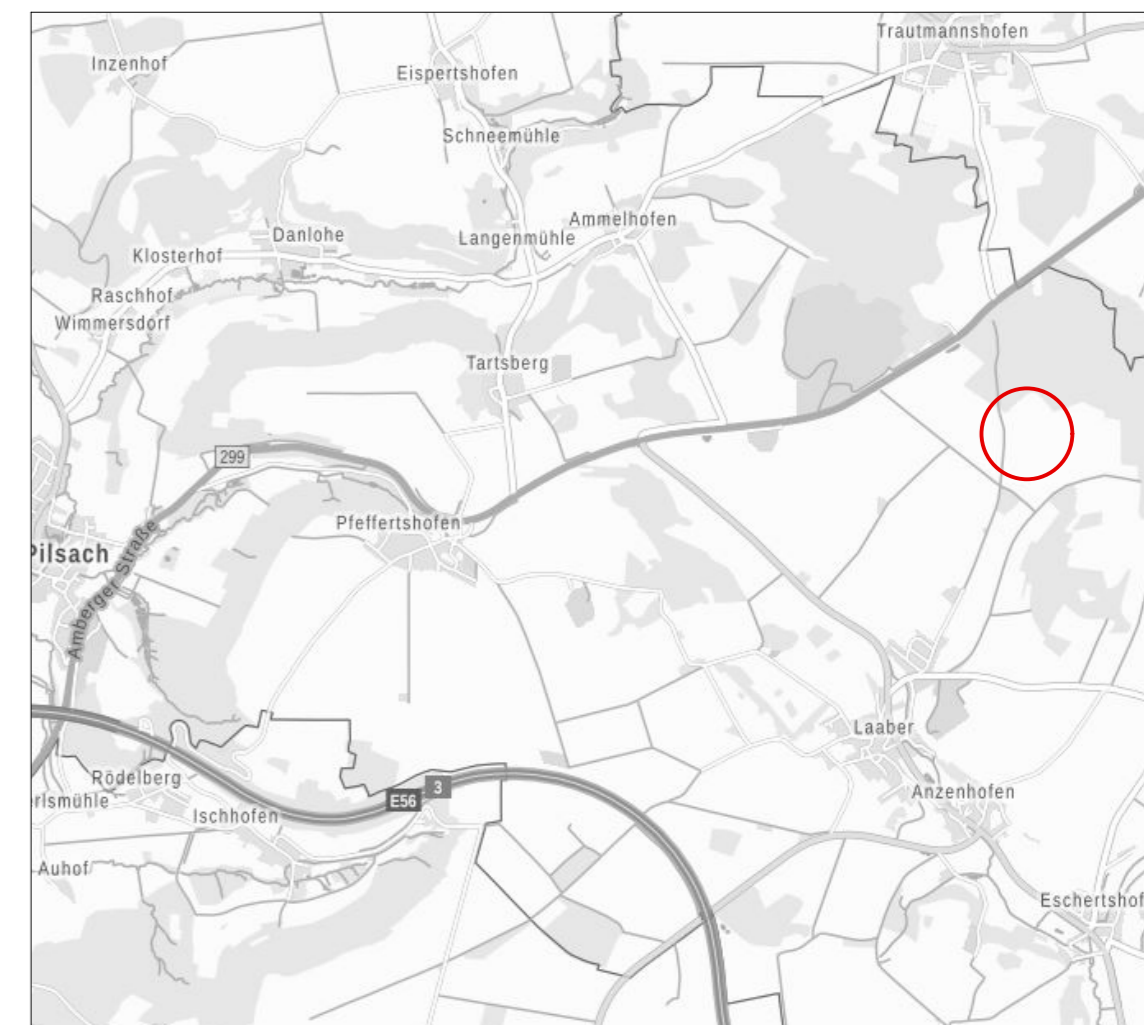 Trautmannshofen
Inzenhof
Eispertshofen
Schneemühle
Ammelhofen
Danlohe
Langenmühle
Klosterhof
Raschhof
Wimmersdorf
Tartsberg
299
Pfeffertshofen
Pilsach
Amberger Straße
Laaber
Rödelberg
3
E56
erlsmühle
Anzenhofen
Ischhofen
Auhof
Eschertshof